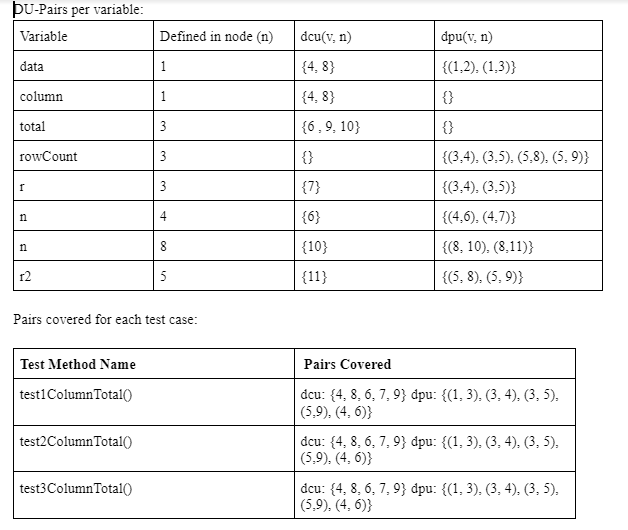 DU-Pairs per variable:
Variable Defined in node (n) dcu(v, n) dpu(v, n)
data 1 {4, 8} {(1,2), (1,3)}
column 1 {4, 8} {}
total 3 {6 , 9, 10} {}
rowCount 3 {} {(3,4), (3,5), (5,8), (5, 9)}
r 3 {7} {(3,4), (3,5)}
n 4 {6} {(4,6), (4,7)}
n 8 {10} {(8, 10), (8,11)}
r2 5 {11} {(5, 8), (5, 9)}
Pairs covered for each test case:
Test Method Name Pairs Covered
test1ColumnTotal() dcu: {4, 8, 6, 7, 9} dpu: {(1, 3), (3, 4), (3, 5),
(5,9), (4, 6)}
test2ColumnTotal() dcu: {4, 8, 6, 7, 9} dpu: {(1, 3), (3, 4), (3, 5),
(5,9), (4, 6)}
test3ColumnTotal() dcu: {4, 8, 6, 7, 9} dpu: {(1, 3), (3, 4), (3, 5),
(5,9), (4, 6)}